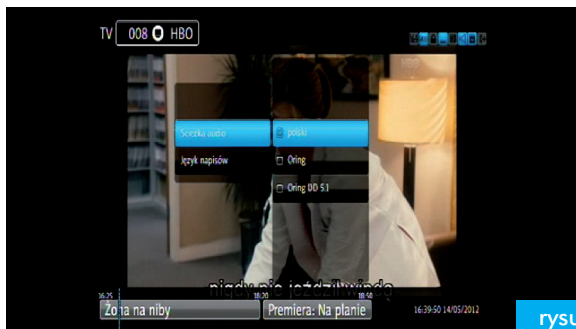 TV 008 HBO
HBO
Ścieżka audio
polski
Język napisów
Oring
Oring DD 5.1
nigdy nie jeździł windą
16:25
18:20
18:50
Żona na niby
Premiera: Na planie
16:39:50 14/05/2012
rysu